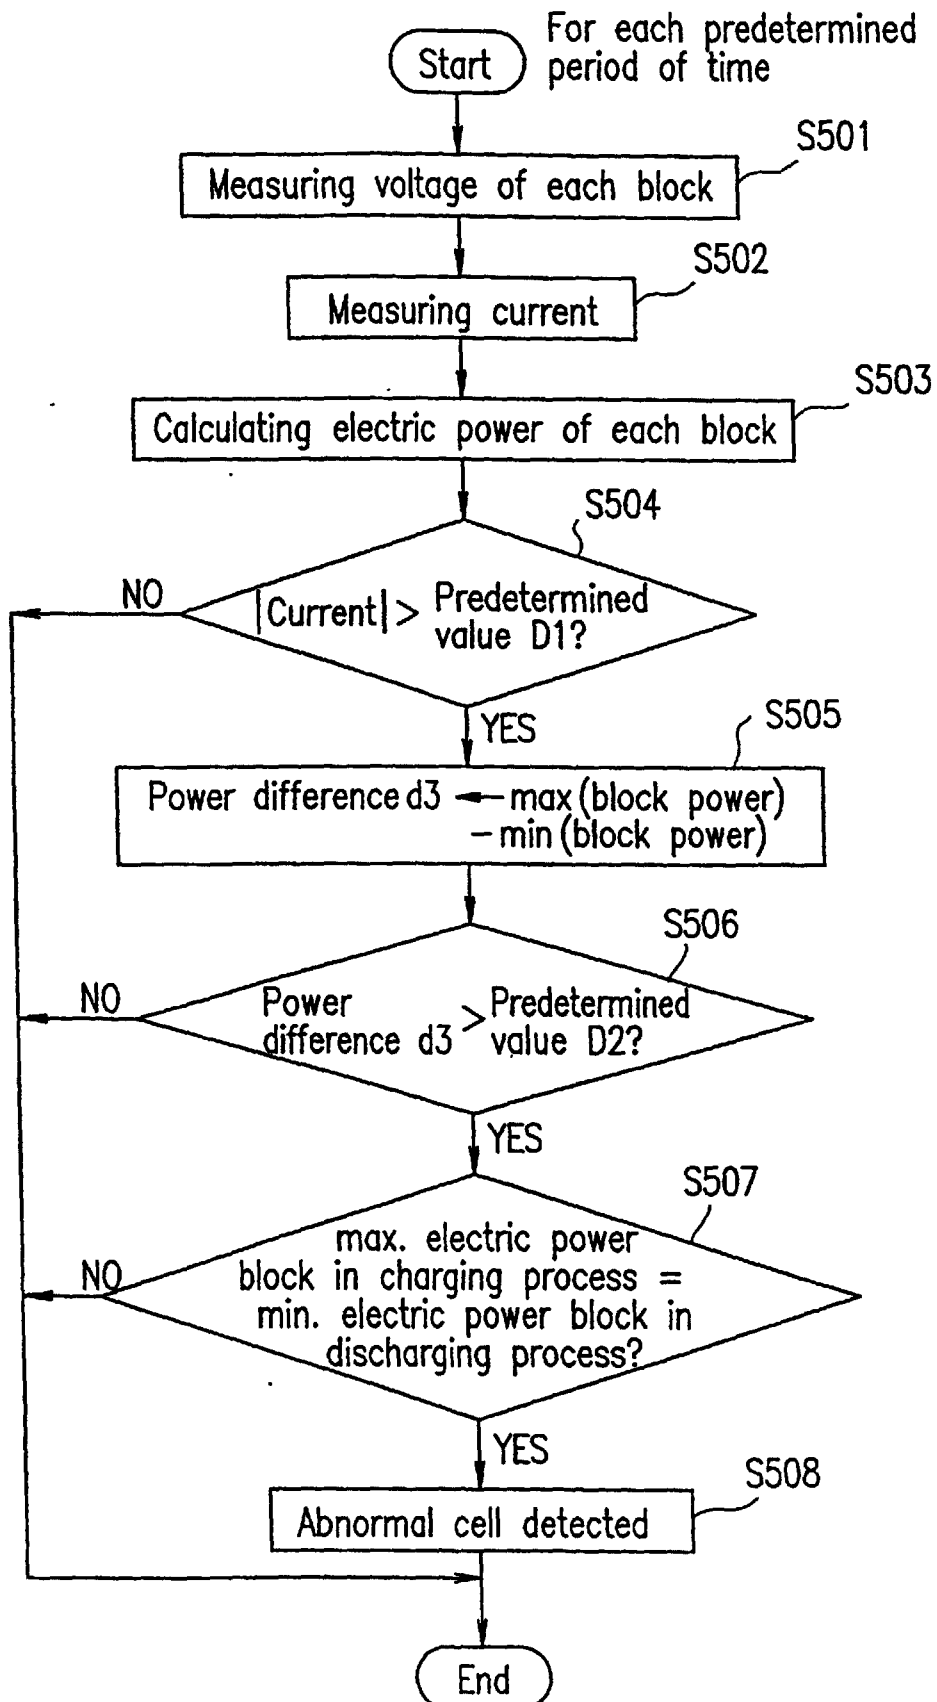 Start
For each predetermined
period of time
S501
Measuring voltage of each block
S502
Measuring current
S503
Calculating electric power of each block
S504
NO
|Current| > Predetermined
value D1?
YES
S505
Power difference d3 ← max(block power)
− min(block power)
S506
NO
Power
difference d3 > Predetermined
value D2?
YES
S507
NO
max. electric power
block in charging process =
min. electric power block in
discharging process?
YES
S508
Abnormal cell detected
End